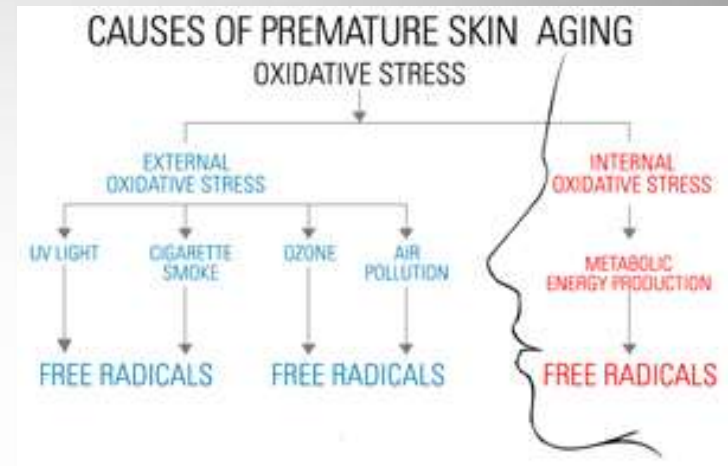 CAUSES OF PREMATURE SKIN AGING
OXIDATIVE STRESS
EXTERNAL
OXIDATIVE STRESS
INTERNAL
OXIDATIVE STRESS
UV LIGHT
CIGARETTE
SMOKE
OZONE
AIR
POLLUTION
METABOLIC
ENERGY PRODUCTION
FREE RADICALS
FREE RADICALS
FREE RADICALS